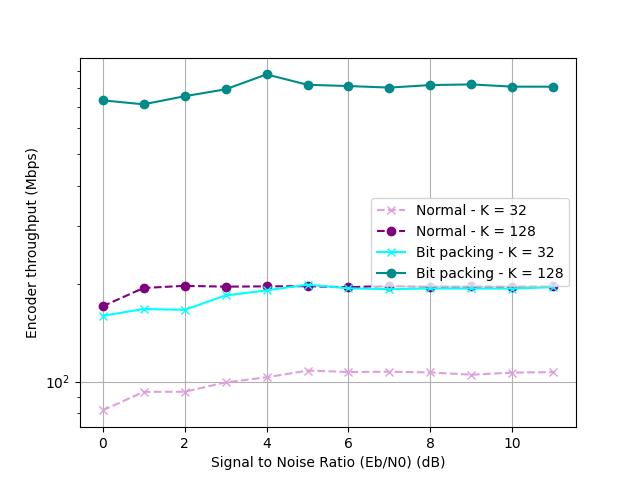 Encoder throughput (Mbps)
10²
Normal - K = 32
Normal - K = 128
Bit packing - K = 32
Bit packing - K = 128
0 2 4 6 8 10
Signal to Noise Ratio (Eb/N0) (dB)